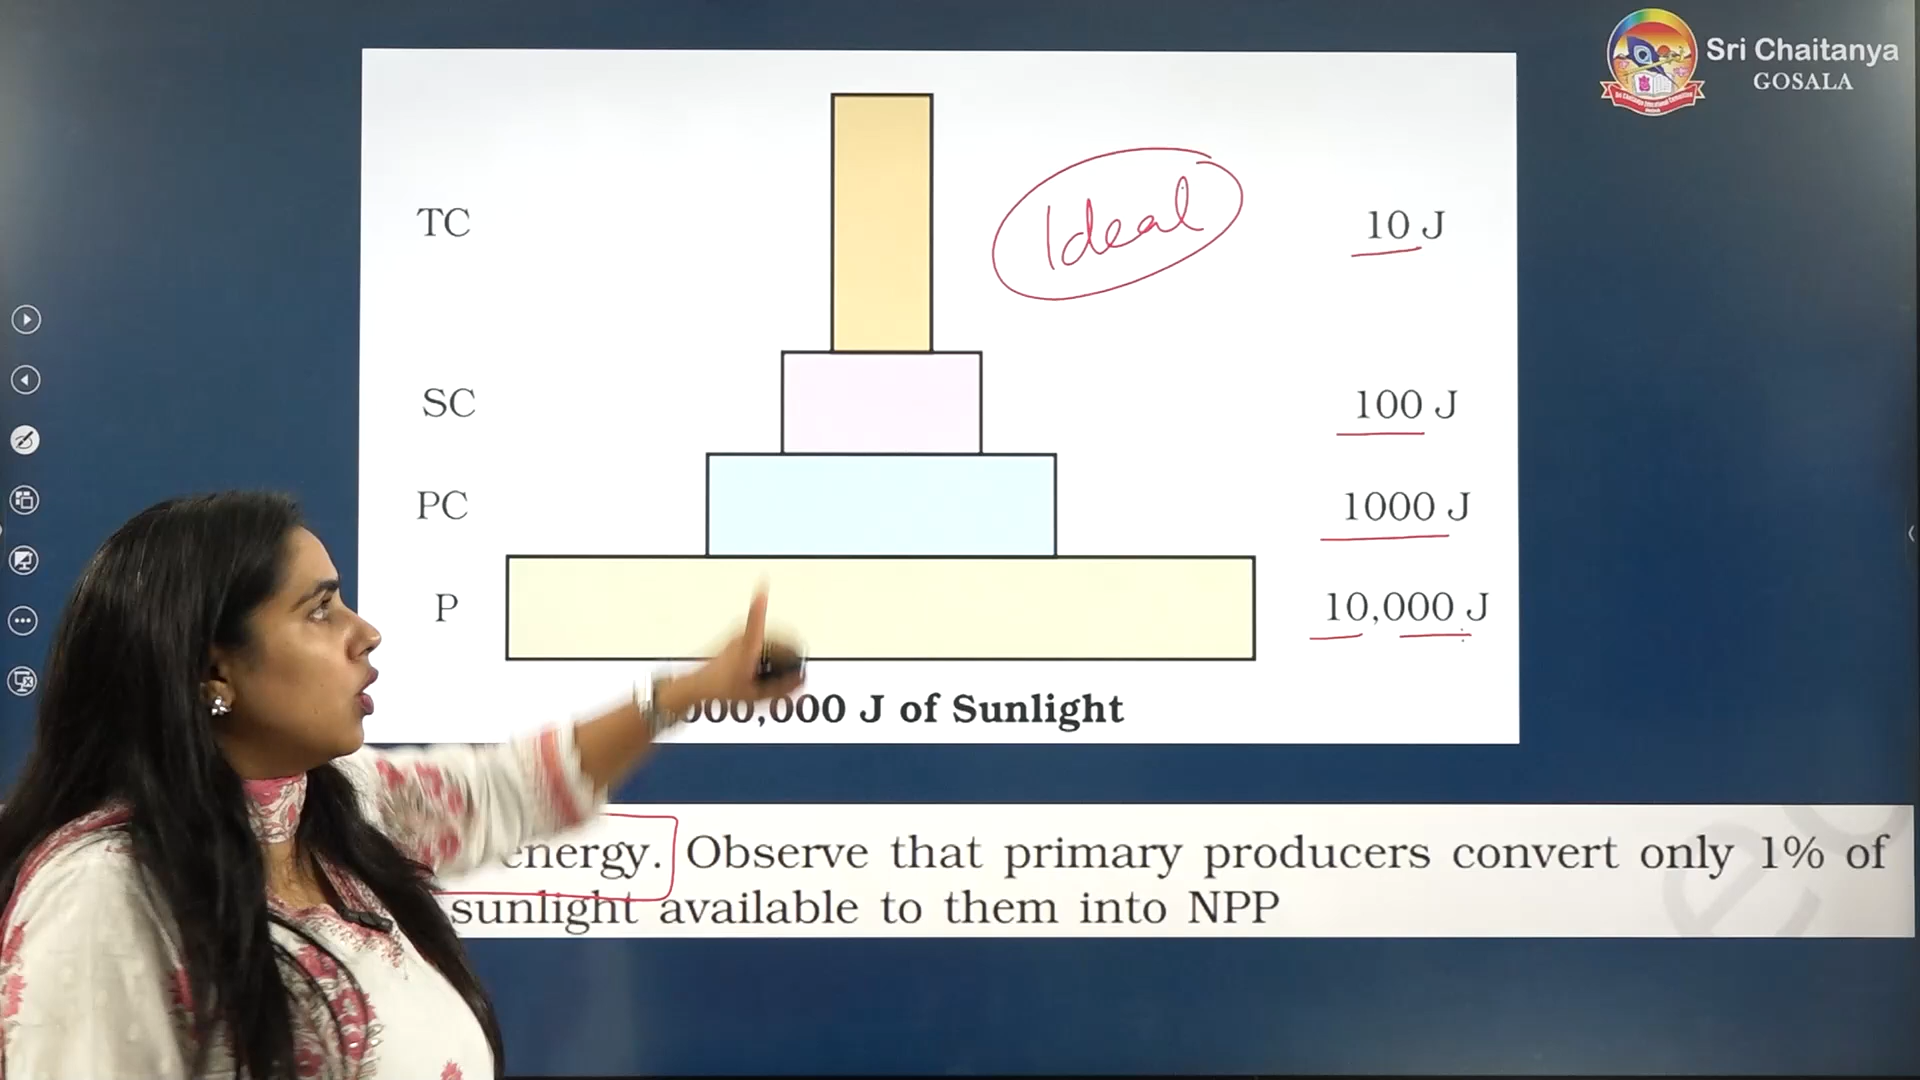 Sri Chaitanya
GOSALA
TC
Ideal
10 J
SC
100 J
PC
1000 J
P
10,000 J
000,000 J of Sunlight
energy. Observe that primary producers convert only 1% of
sunlight available to them into NPP